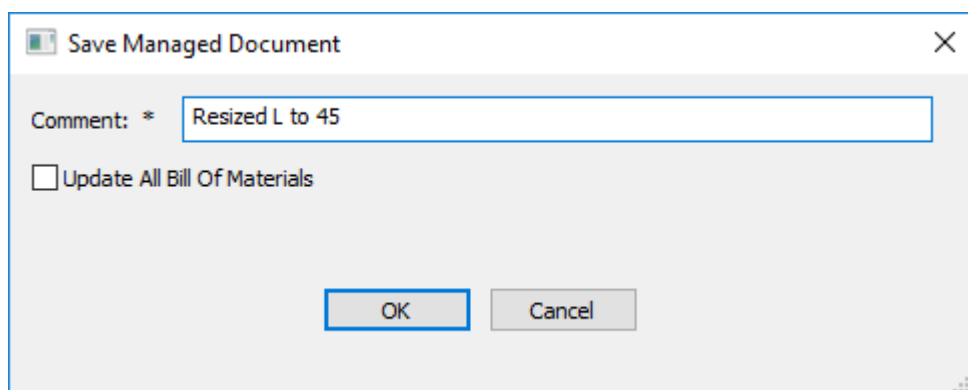 Save Managed Document
Comment: * Resized L to 45
Update All Bill Of Materials
OK Cancel